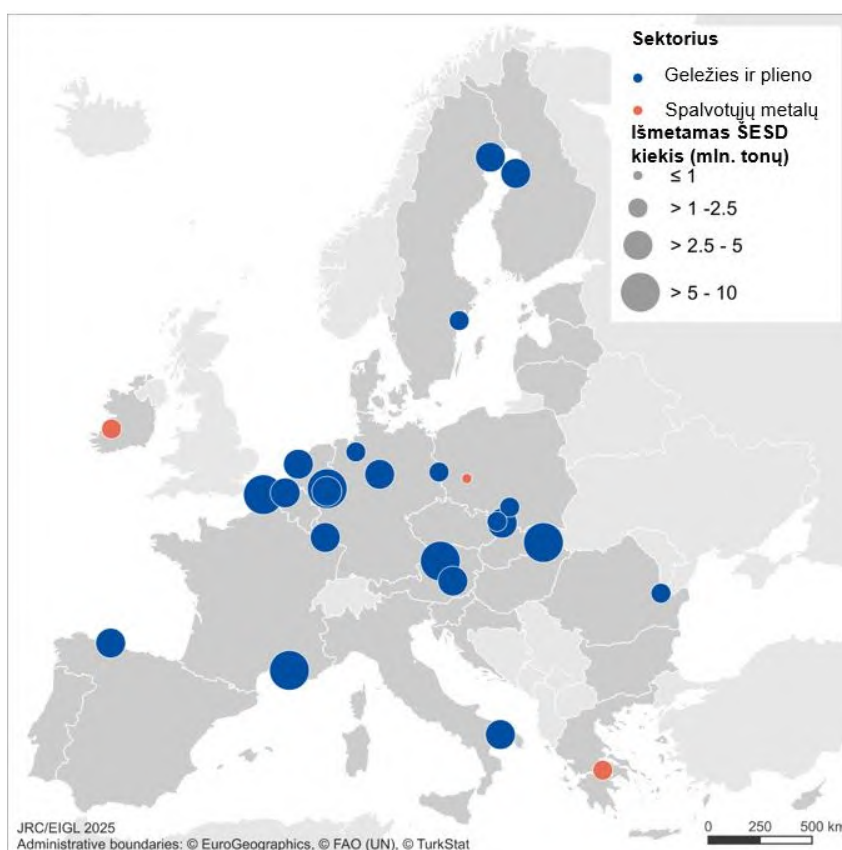 Sektorius
Geležies ir plieno
Spalvotųjų metalų
Išmetamas ŠESD
kiekis (mln. tonų)
≤ 1
> 1 -2.5
> 2.5 - 5
> 5 - 10
JRC/EIGL 2025
Administrative boundaries: © EuroGeographics, © FAO (UN), © TurkStat
0 250 500 km